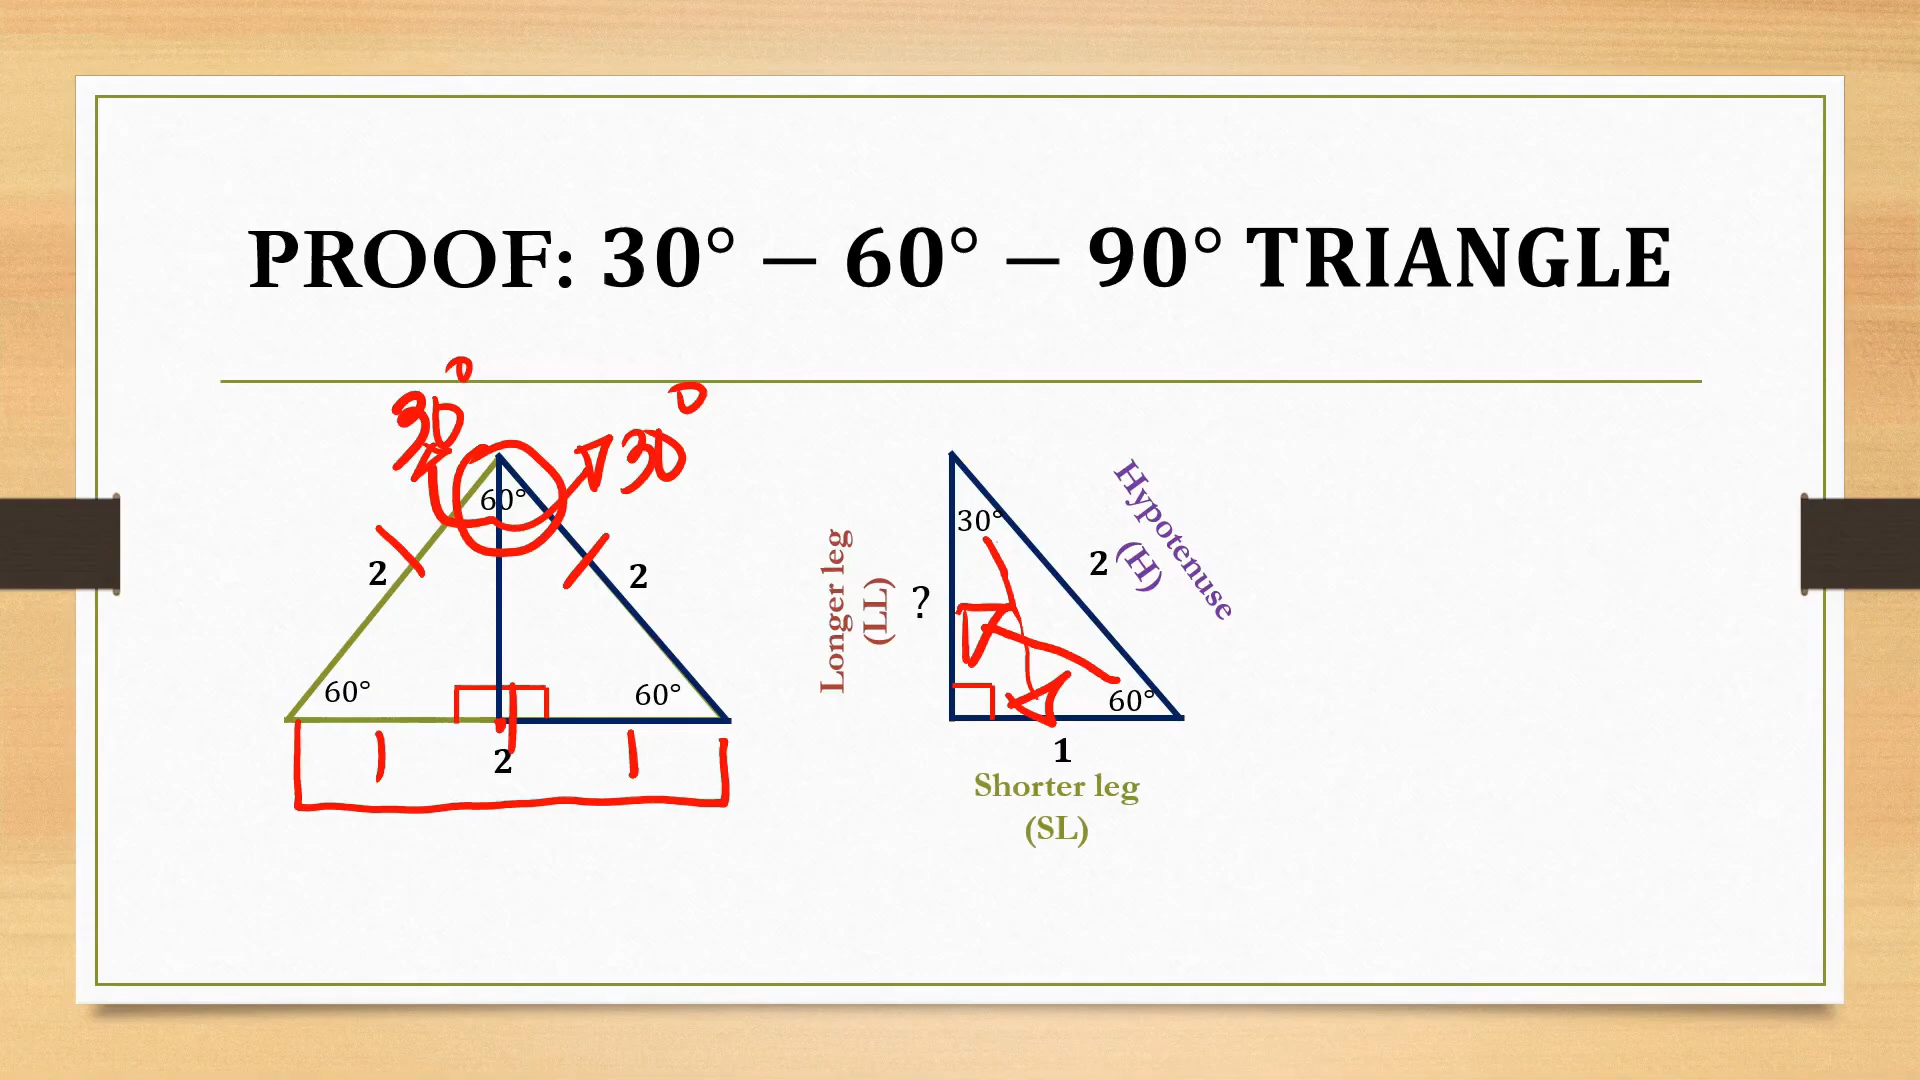 PROOF: 30° − 60° − 90° TRIANGLE
30°
30°
60°
2
2
60°
60°
1
1
2
30°
Hypotenuse
(H)
2
Longer leg
(LL)
?
60°
1
Shorter leg
(SL)